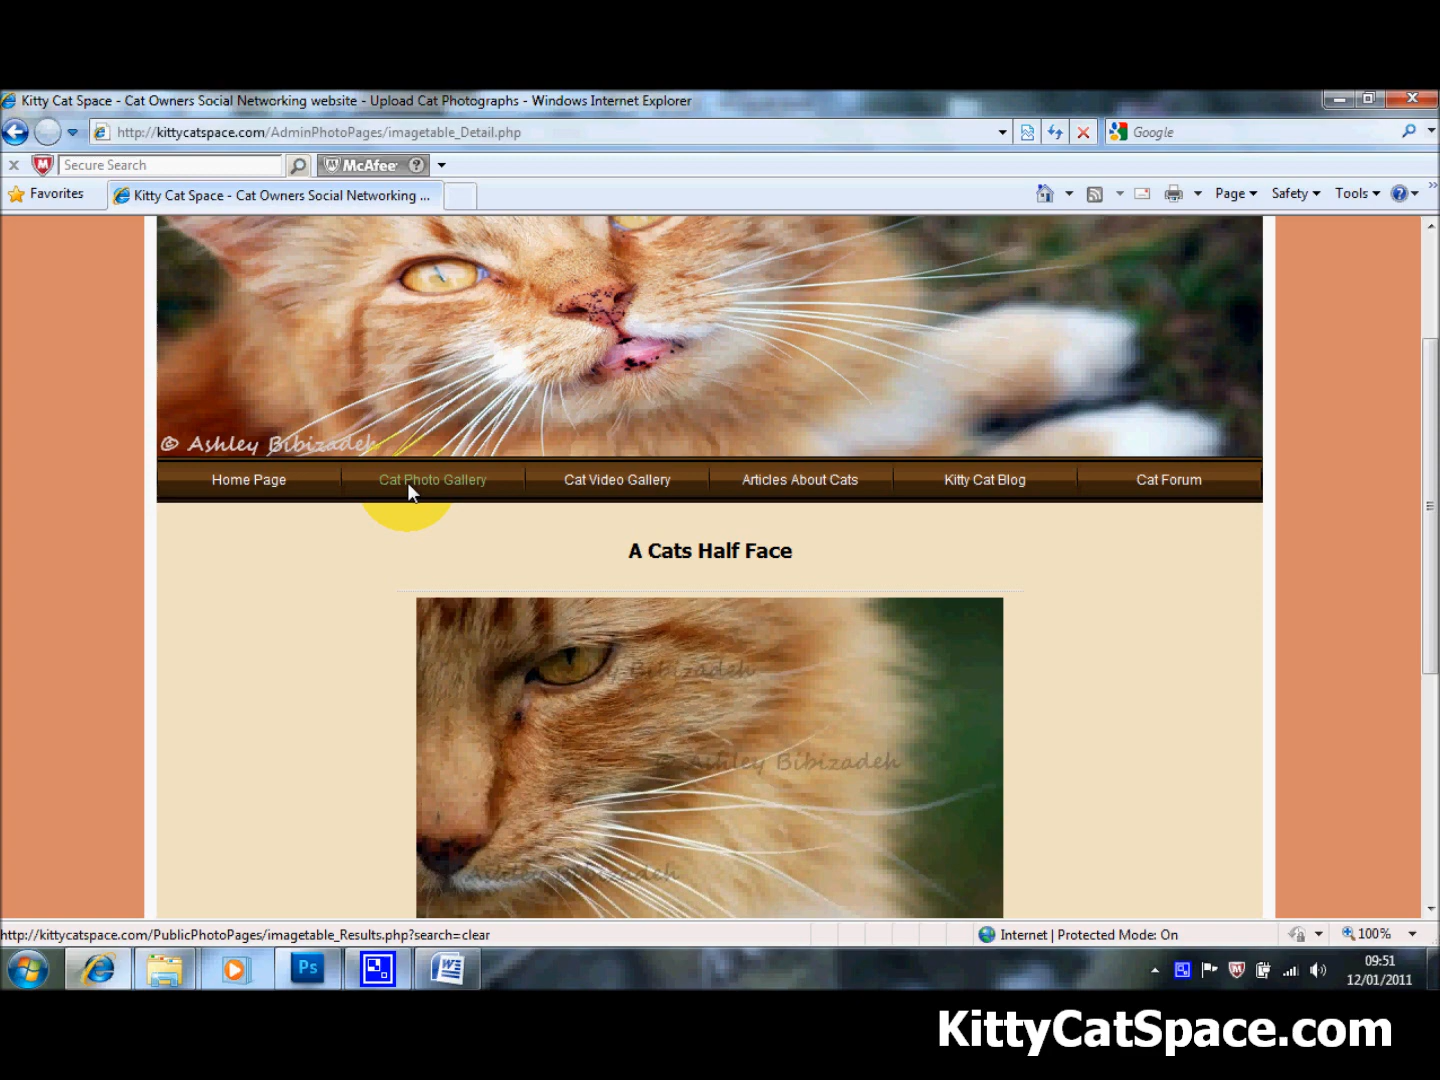 Kitty Cat Space - Cat Owners Social Networking website - Upload Cat Photographs - Windows Internet Explorer
http://kittycatspace.com/AdminPhotoPages/imagetable_Detail.php
Google
Secure Search
McAfee
Favorites
Kitty Cat Space - Cat Owners Social Networking ...
Page
Safety
Tools
© Ashley Bibizadeh
Home Page
Cat Photo Gallery
Cat Video Gallery
Articles About Cats
Kitty Cat Blog
Cat Forum
A Cats Half Face
Bibizadeh
© Ashley Bibizadeh
Ashley Bibizadeh
http://kittycatspace.com/PublicPhotoPages/imagetable_Results.php?search=clear
Internet | Protected Mode: On
100%
Ps
09:51
12/01/2011
KittyCatSpace.com